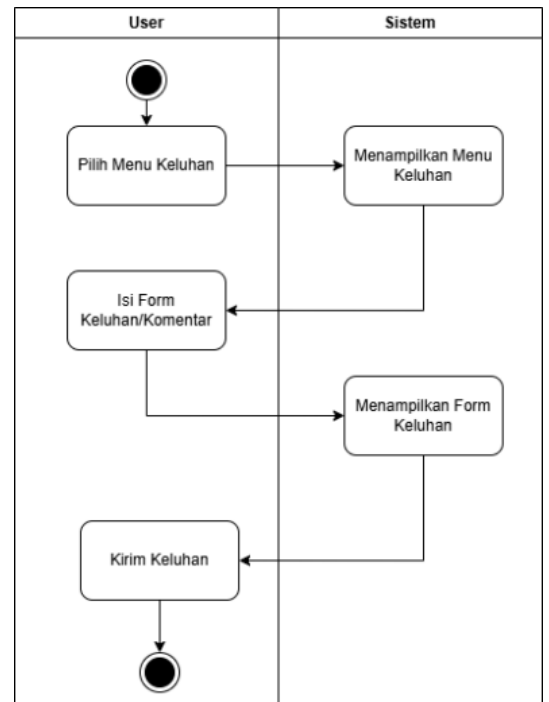 User
Sistem
Pilih Menu Keluhan
Menampilkan Menu
Keluhan
Isi Form
Keluhan/Komentar
Menampilkan Form
Keluhan
Kirim Keluhan